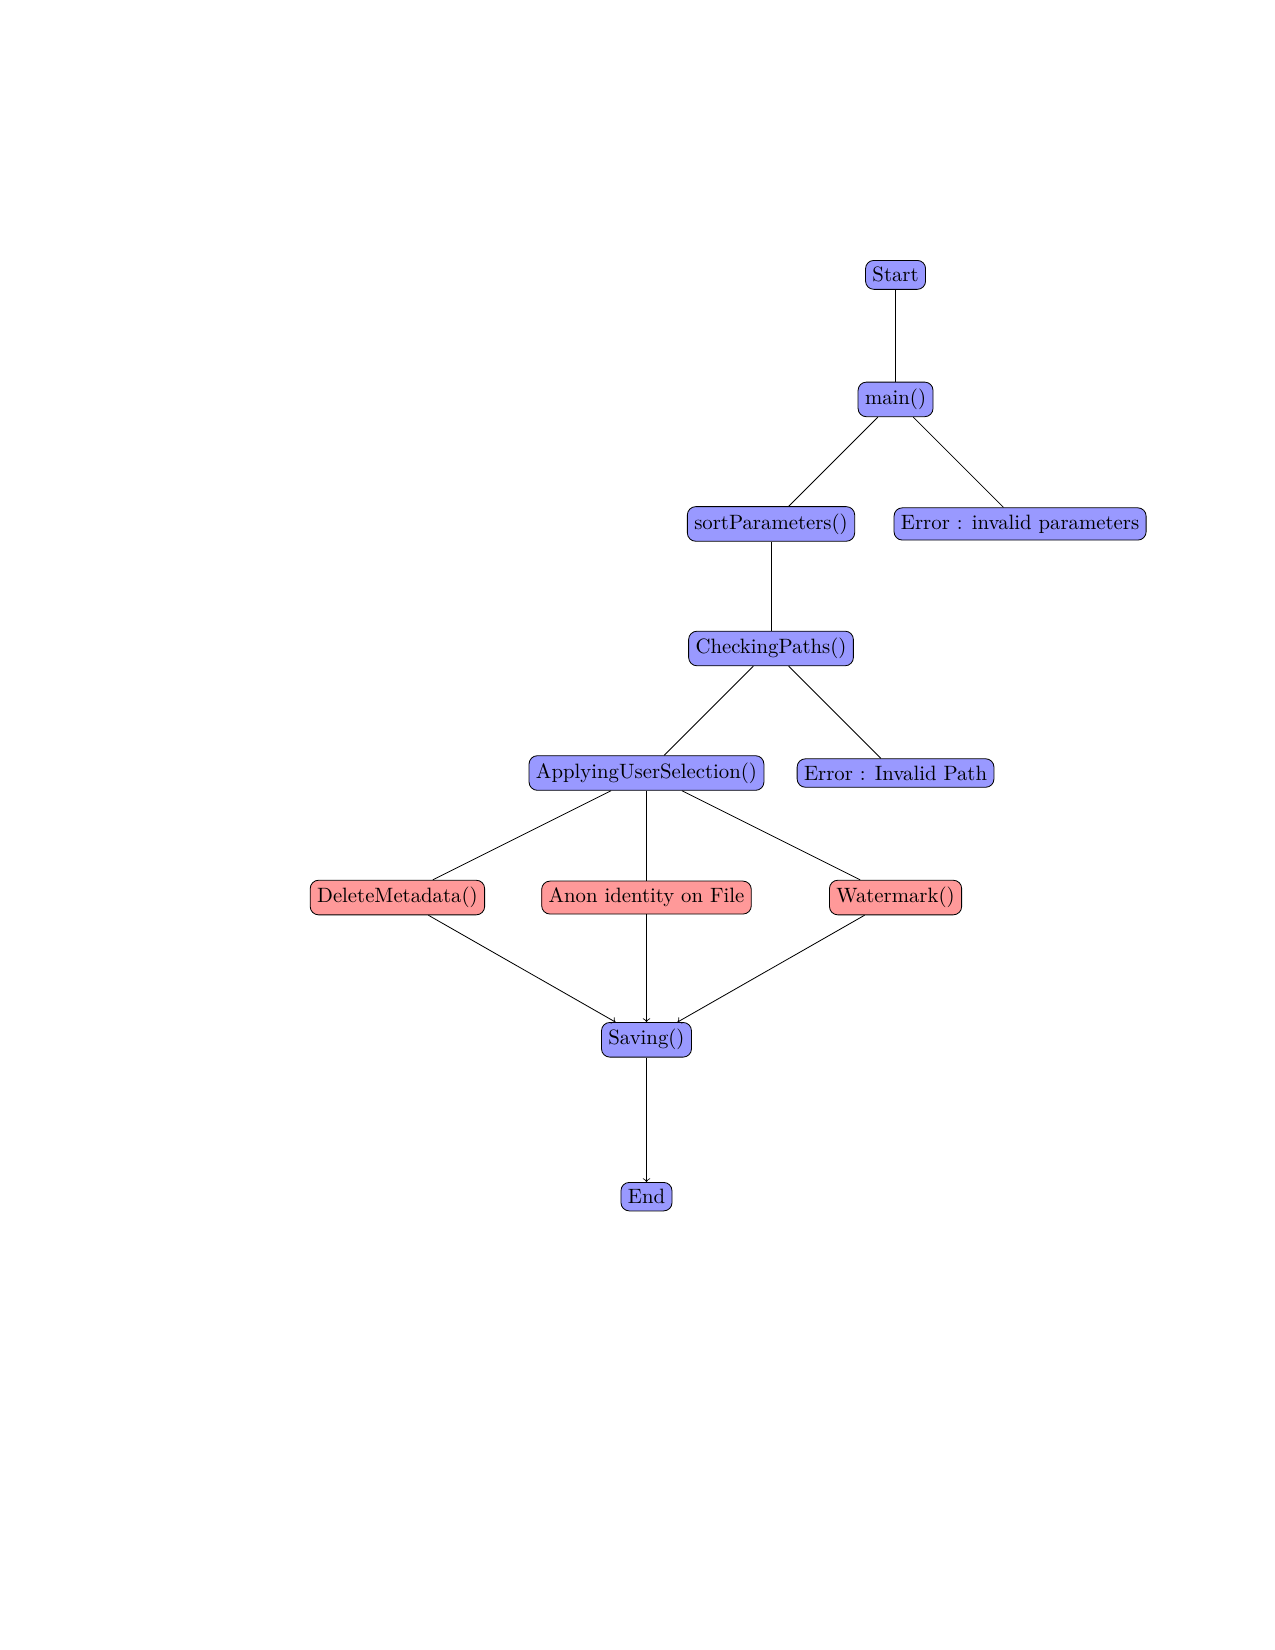 Start
main()
sortParameters()
Error : invalid parameters
CheckingPaths()
ApplyingUserSelection()
Error : Invalid Path
DeleteMetadata()
Anon identity on File
Watermark()
Saving()
End